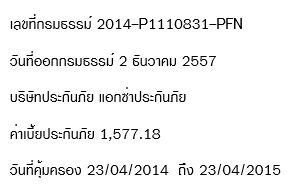 เลขที่กรมธรรม์ 2014-P1110831-PFN
วันที่ออกกรมธรรม์ 2 ธันวาคม 2557
บริษัทประกันภัย แอกซ่าประกันภัย
ค่าเบี้ยประกันภัย 1,577.18
วันที่คุ้มครอง 23/04/2014 ถึง 23/04/2015